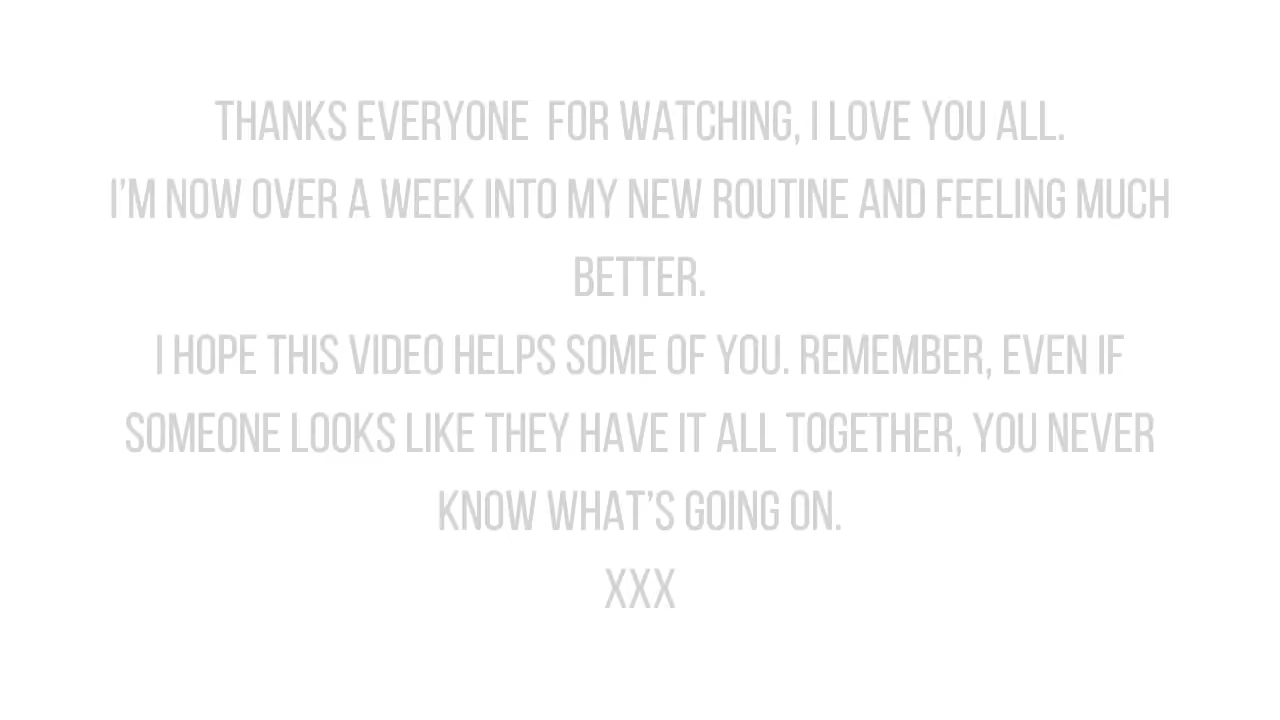 THANKS EVERYONE  FOR WATCHING, I LOVE YOU ALL.
I'M NOW OVER A WEEK INTO MY NEW ROUTINE AND FEELING MUCH
BETTER.
I HOPE THIS VIDEO HELPS SOME OF YOU. REMEMBER, EVEN IF
SOMEONE LOOKS LIKE THEY HAVE IT ALL TOGETHER, YOU NEVER
KNOW WHAT'S GOING ON.
XXX